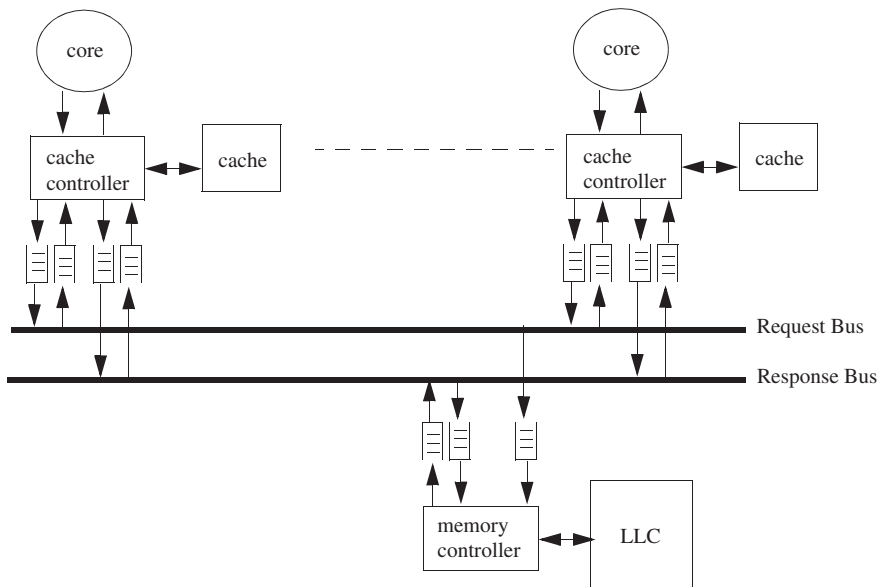 core
core
cache
controller
cache
cache
controller
cache
Request Bus
Response Bus
memory
controller
LLC